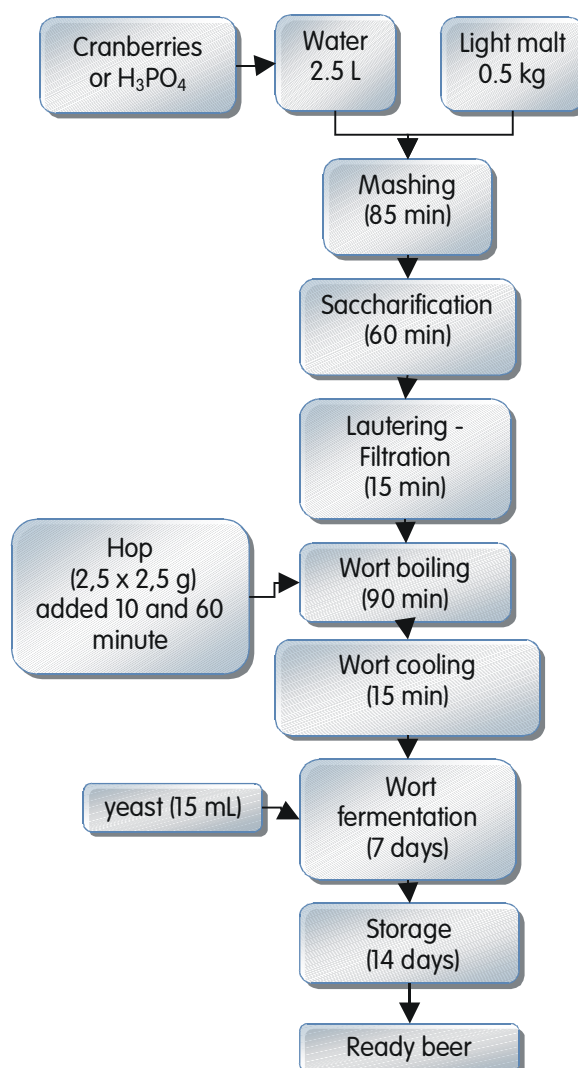 Cranberries
or H₃PO₄
Water
2.5 L
Light malt
0.5 kg
Mashing
(85 min)
Saccharification
(60 min)
Lautering -
Filtration
(15 min)
Hop
(2,5 x 2,5 g)
added 10 and 60
minute
Wort boiling
(90 min)
Wort cooling
(15 min)
yeast (15 mL)
Wort
fermentation
(7 days)
Storage
(14 days)
Ready beer